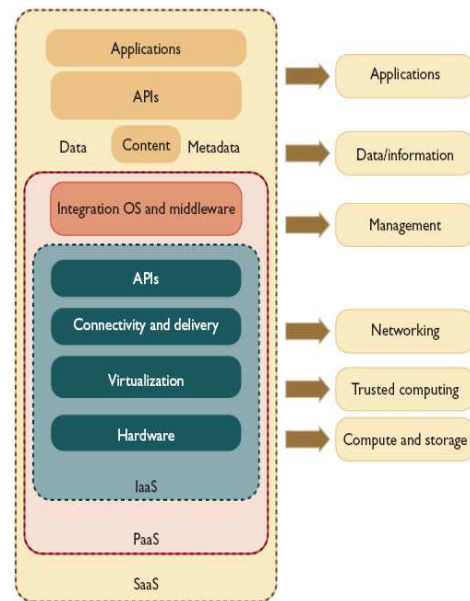 Applications
Applications
APIs
Data Content Metadata
Data/information
Integration OS and middleware
Management
APIs
Connectivity and delivery
Networking
Virtualization
Trusted computing
Hardware
Compute and storage
IaaS
PaaS
SaaS